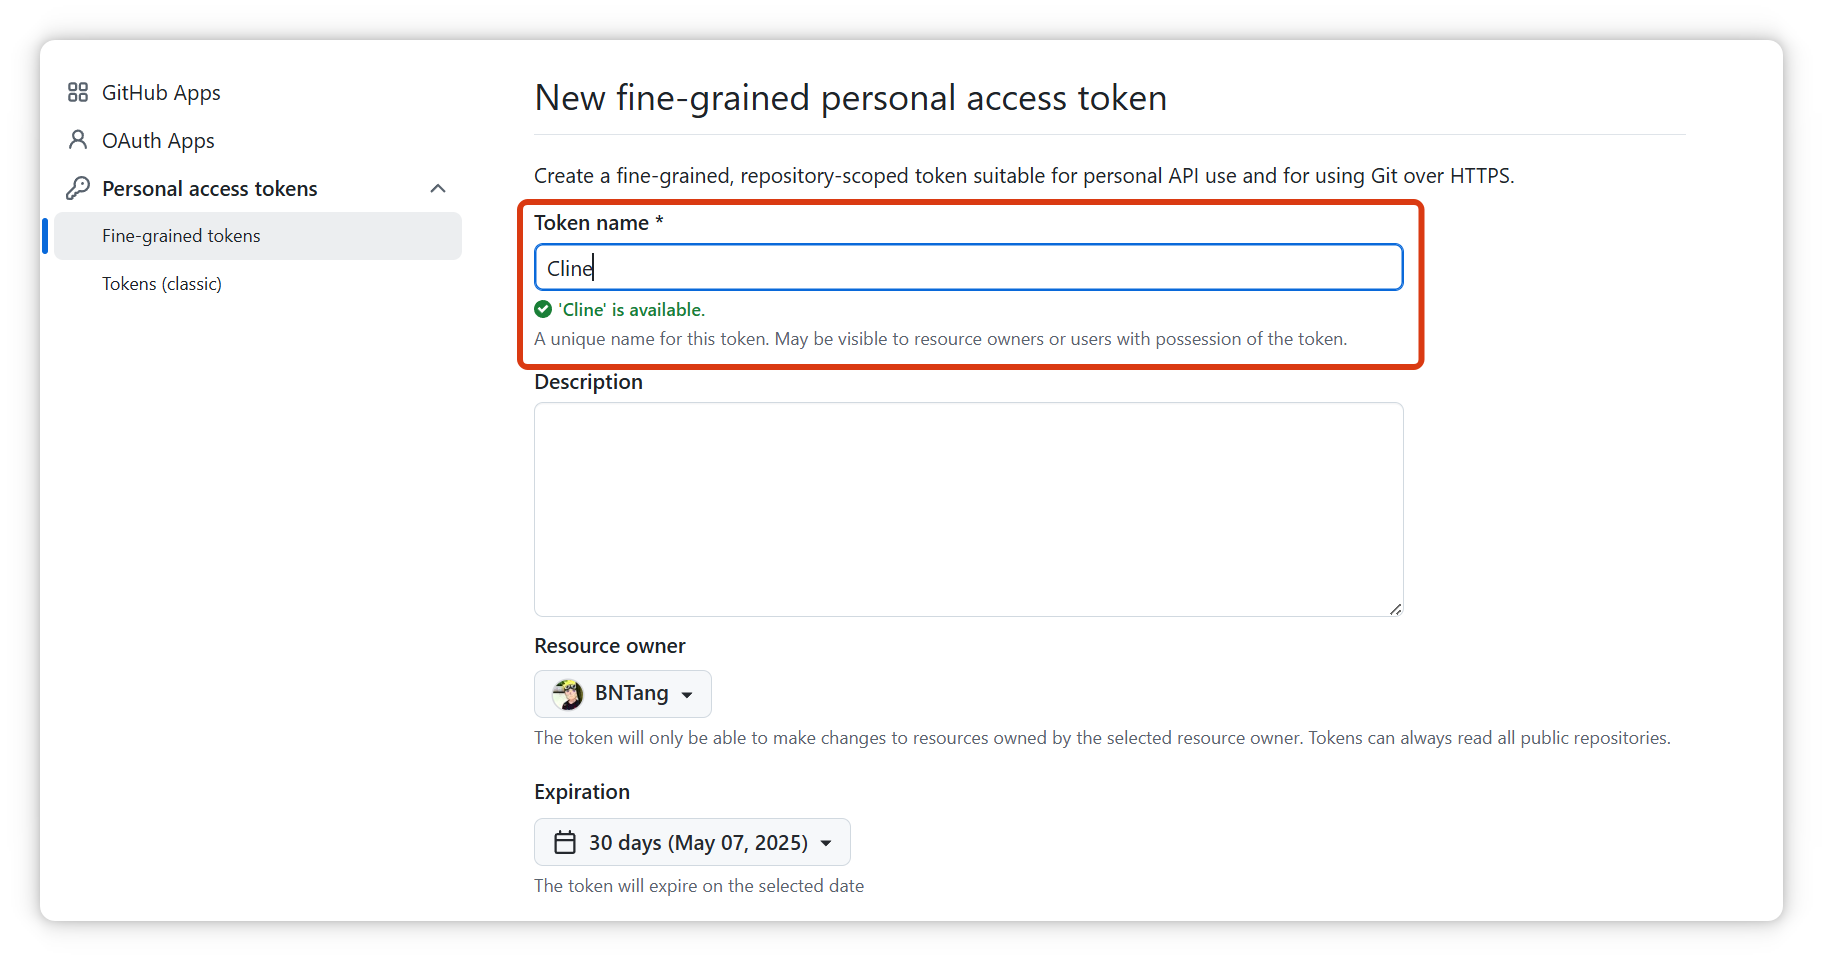 GitHub Apps
OAuth Apps
Personal access tokens
Fine-grained tokens
Tokens (classic)
New fine-grained personal access token
Create a fine-grained, repository-scoped token suitable for personal API use and for using Git over HTTPS.
Token name *
Cline
'Cline' is available.
A unique name for this token. May be visible to resource owners or users with possession of the token.
Description
Resource owner
BNTang
The token will only be able to make changes to resources owned by the selected resource owner. Tokens can always read all public repositories.
Expiration
30 days (May 07, 2025)
The token will expire on the selected date